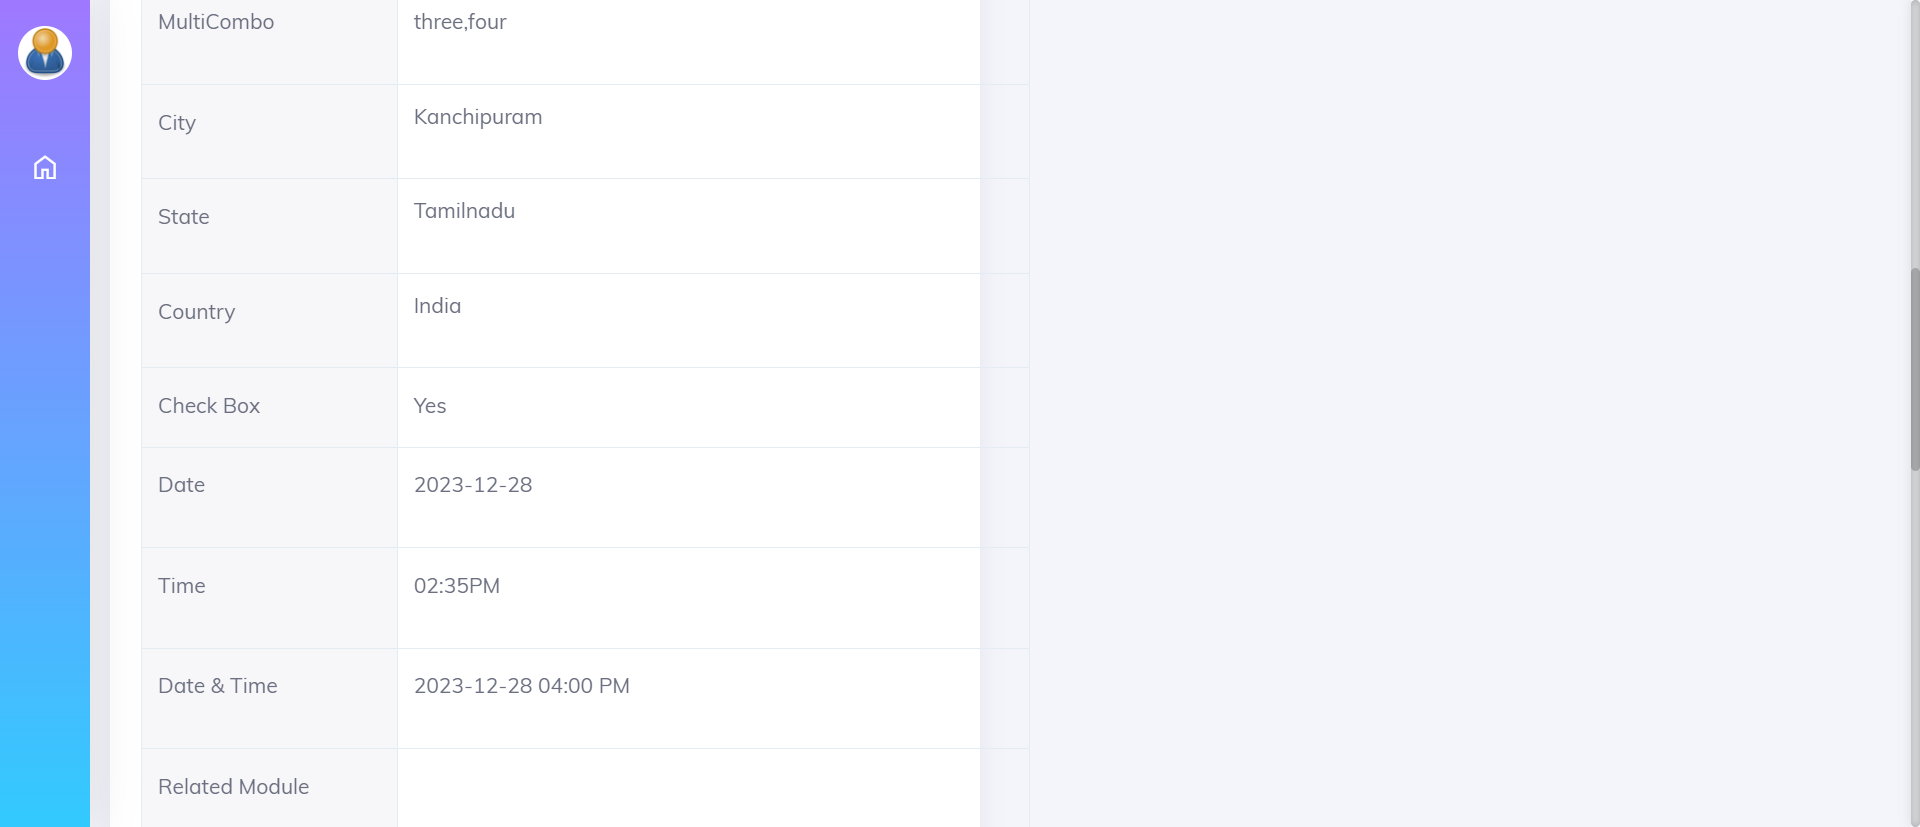 MultiCombo three,four
City Kanchipuram
State Tamilnadu
Country India
Check Box Yes
Date 2023-12-28
Time 02:35PM
Date & Time 2023-12-28 04:00 PM
Related Module